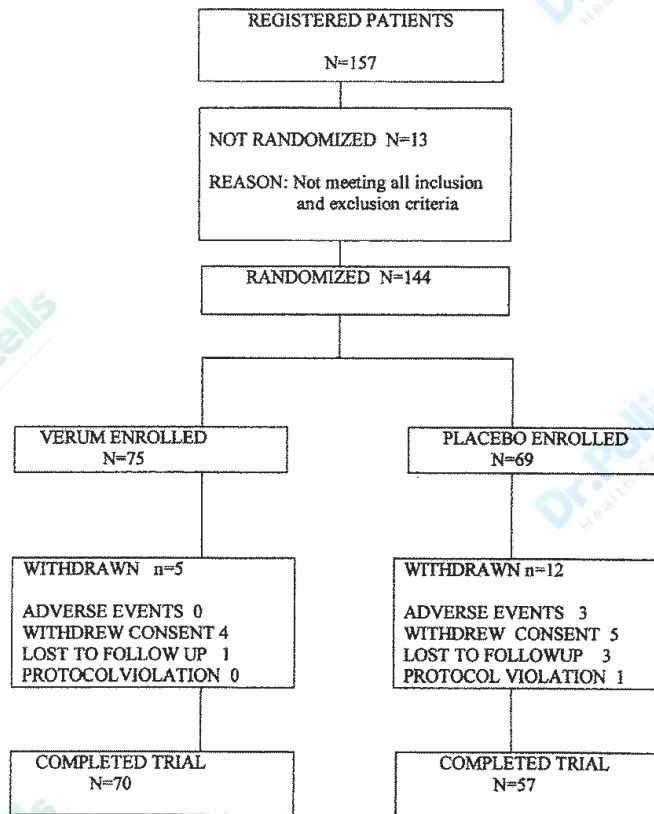 REGISTERED PATIENTS
N=157
NOT RANDOMIZED N=13
REASON: Not meeting all inclusion
and exclusion criteria
RANDOMIZED N=144
VERUM ENROLLED
N=75
PLACEBO ENROLLED
N=69
WITHDRAWN n=5
ADVERSE EVENTS 0
WITHDREW CONSENT 4
LOST TO FOLLOW UP 1
PROTOCOLVIOLATION 0
WITHDRAWN n=12
ADVERSE EVENTS 3
WITHDREW CONSENT 5
LOST TO FOLLOWUP 3
PROTOCOL VIOLATION 1
COMPLETED TRIAL
N=70
COMPLETED TRIAL
N=57